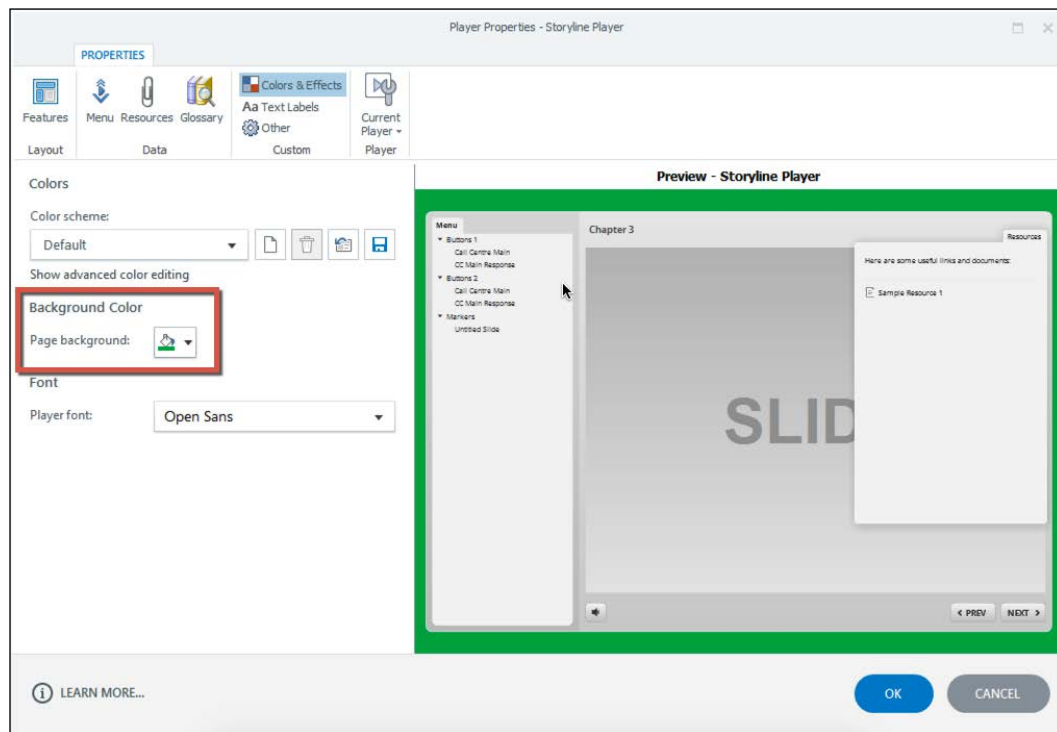 Player Properties - Storyline Player
PROPERTIES
Features
Menu
Resources
Glossary
Colors & Effects
Aa Text Labels
Other
Current
Player
Layout
Data
Custom
Player
Colors
Color scheme:
Default
Show advanced color editing
Background Color
Page background:
Font
Player font:
Open Sans
Preview - Storyline Player
Menu
Buttons 1
Call Centre Main
CC Main Response
Buttons 2
Call Centre Main
CC Main Response
Markers
Untitled Slide
Chapter 3
Resources
Here are some useful links and documents:
Sample Resource 1
SLID
< PREV
NEXT >
LEARN MORE...
OK
CANCEL